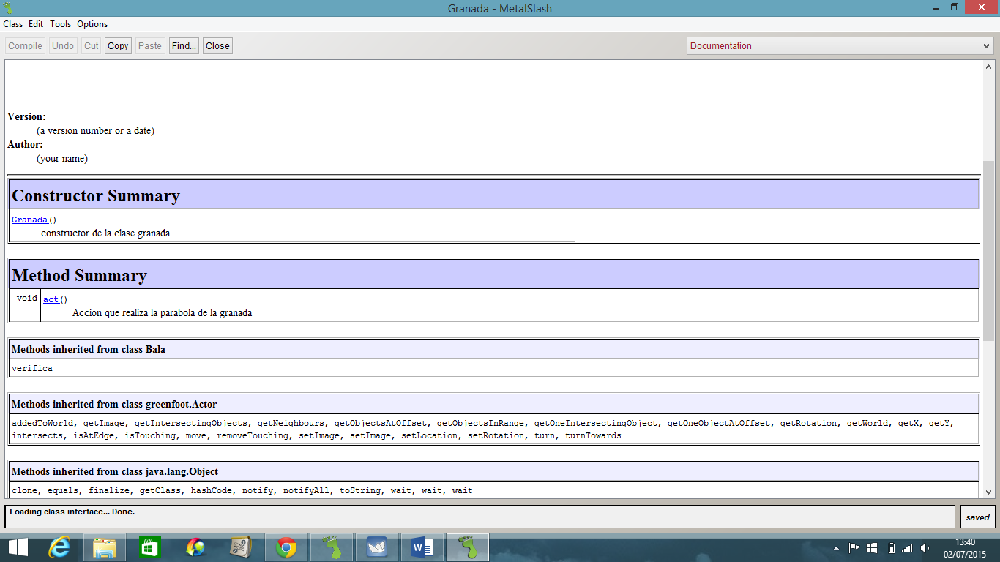 Granada - MetalSlash
Class Edit Tools Options
Compile Undo Cut Copy Paste Find... Close Documentation
Version:
(a version number or a date)
Author:
(your name)
Constructor Summary
Granada()
constructor de la clase granada
Method Summary
void act()
Accion que realiza la parabola de la granada
Methods inherited from class Bala
verifica
Methods inherited from class greenfoot.Actor
addedToWorld, getImage, getIntersectingObjects, getNeighbours, getObjectsAtOffset, getObjectsInRange, getOneIntersectingObject, getOneObjectAtOffset, getRotation, getWorld, getX, getY,
intersects, isAtEdge, isTouching, move, removeTouching, setImage, setImage, setLocation, setRotation, turn, turnTowards
Methods inherited from class java.lang.Object
clone, equals, finalize, getClass, hashCode, notify, notifyAll, toString, wait, wait, wait
Loading class interface... Done.
saved
13:40
02/07/2015